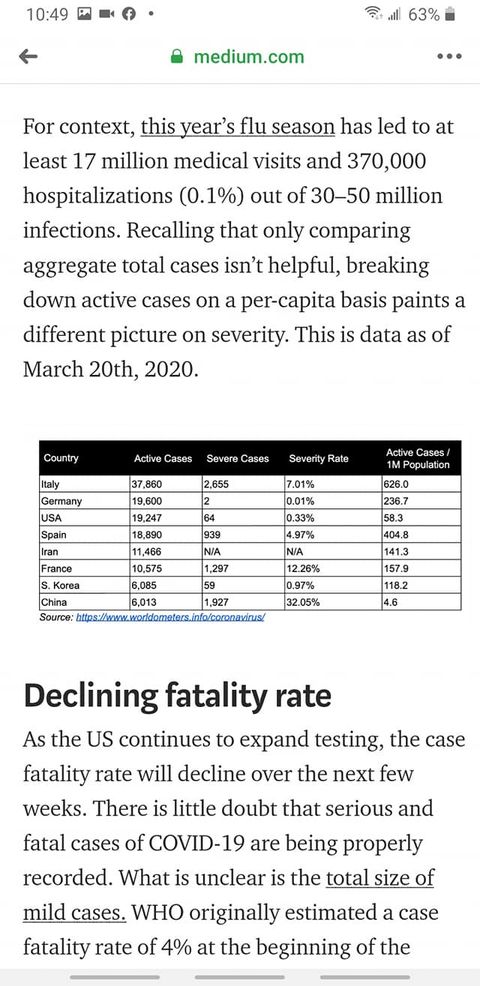 10:49
63%
medium.com
For context, this year's flu season has led to at
least 17 million medical visits and 370,000
hospitalizations (0.1%) out of 30–50 million
infections. Recalling that only comparing
aggregate total cases isn't helpful, breaking
down active cases on a per-capita basis paints a
different picture on severity. This is data as of
March 20th, 2020.
Country Active Cases Severe Cases Severity Rate Active Cases / 1M Population
Italy 37,860 2,655 7.01% 626.0
Germany 19,600 2 0.01% 236.7
USA 19,247 64 0.33% 58.3
Spain 18,890 939 4.97% 404.8
Iran 11,466 N/A N/A 141.3
France 10,575 1,297 12.26% 157.9
S. Korea 6,085 59 0.97% 118.2
China 6,013 1,927 32.05% 4.6
Source: https://www.worldometers.info/coronavirus/
Declining fatality rate
As the US continues to expand testing, the case
fatality rate will decline over the next few
weeks. There is little doubt that serious and
fatal cases of COVID-19 are being properly
recorded. What is unclear is the total size of
mild cases. WHO originally estimated a case
fatality rate of 4% at the beginning of the